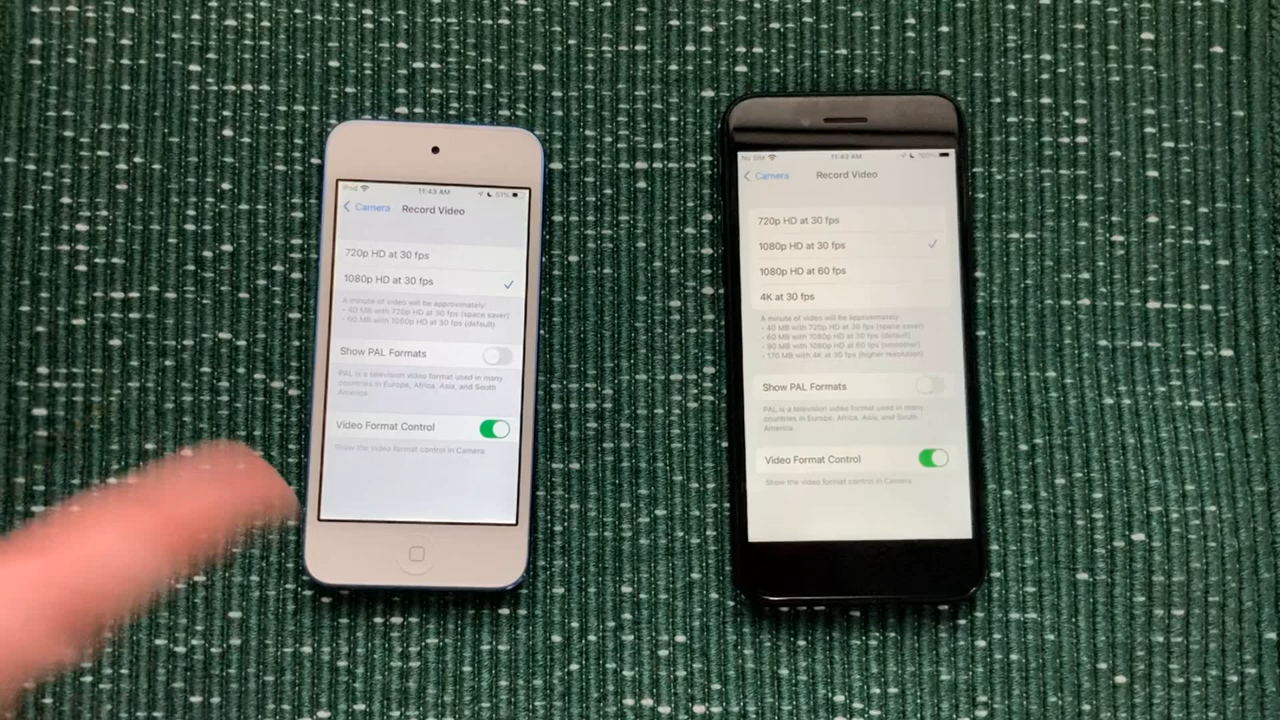 iPod 11:43 AM 51%
Camera Record Video
720p HD at 30 fps
1080p HD at 30 fps
A minute of video will be approximately:
- 40 MB with 720p HD at 30 fps (space saver)
- 60 MB with 1080p HD at 30 fps (default)
Show PAL Formats
PAL is a television video format used in many
countries in Europe, Africa, Asia, and South
America.
Video Format Control
Show the video format control in Camera.
No SIM 11:43 AM 100%
Camera Record Video
720p HD at 30 fps
1080p HD at 30 fps
1080p HD at 60 fps
4K at 30 fps
A minute of video will be approximately:
- 40 MB with 720p HD at 30 fps (space saver)
- 60 MB with 1080p HD at 30 fps (default)
- 90 MB with 1080p HD at 60 fps (smoother)
- 170 MB with 4K at 30 fps (higher resolution)
Show PAL Formats
PAL is a television video format used in many
countries in Europe, Africa, Asia, and South
America.
Video Format Control
Show the video format control in Camera.